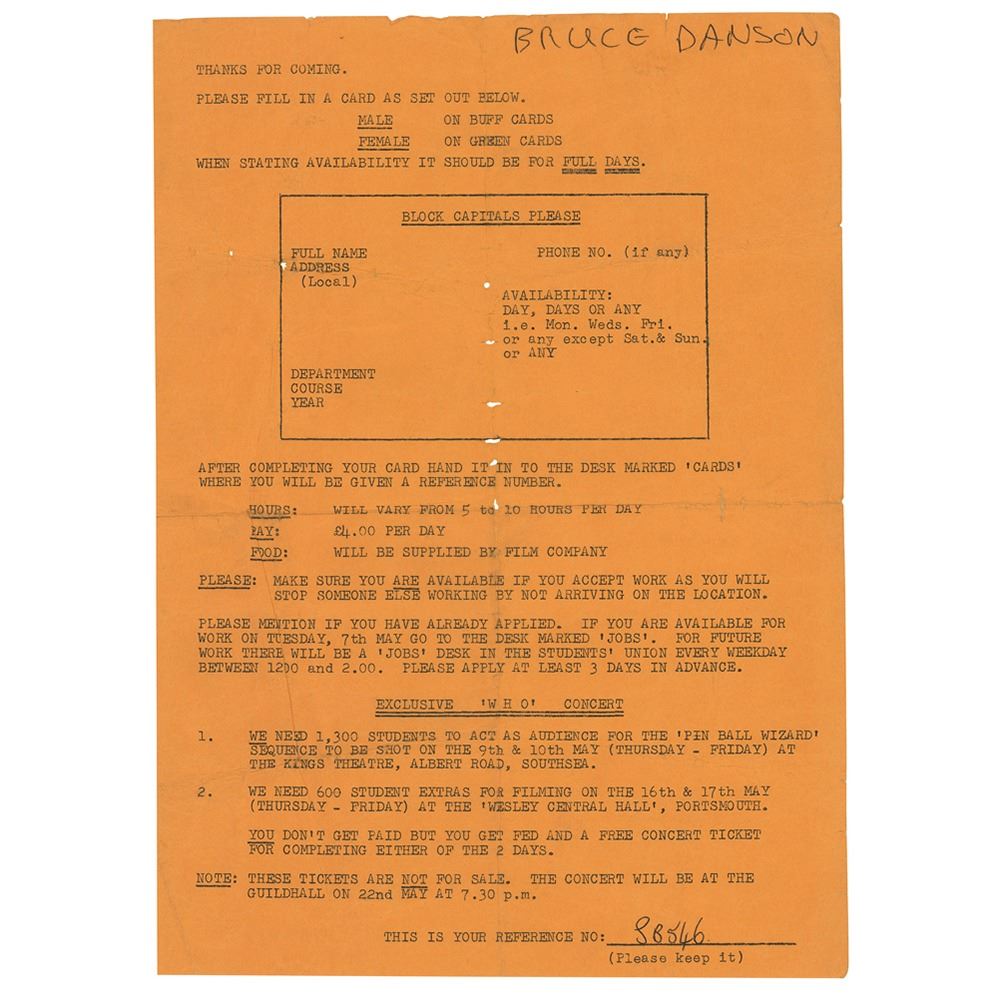 BRUCE DANSON
THANKS FOR COMING.
PLEASE FILL IN A CARD AS SET OUT BELOW.
MALE ON BUFF CARDS
FEMALE ON GREEN CARDS
WHEN STATING AVAILABILITY IT SHOULD BE FOR FULL DAYS.
BLOCK CAPITALS PLEASE
FULL NAME PHONE NO. (if any)
ADDRESS
(Local)
AVAILABILITY:
DAY, DAYS OR ANY
i.e. Mon. Weds. Fri.
or any except Sat.& Sun.
or ANY
DEPARTMENT
COURSE
YEAR
AFTER COMPLETING YOUR CARD HAND IT IN TO THE DESK MARKED 'CARDS'
WHERE YOU WILL BE GIVEN A REFERENCE NUMBER.
HOURS: WILL VARY FROM 5 to 10 HOURS PER DAY
PAY: £4.00 PER DAY
FOOD: WILL BE SUPPLIED BY FILM COMPANY
PLEASE: MAKE SURE YOU ARE AVAILABLE IF YOU ACCEPT WORK AS YOU WILL
STOP SOMEONE ELSE WORKING BY NOT ARRIVING ON THE LOCATION.
PLEASE MENTION IF YOU HAVE ALREADY APPLIED. IF YOU ARE AVAILABLE FOR
WORK ON TUESDAY, 7th MAY GO TO THE DESK MARKED 'JOBS'. FOR FUTURE
WORK THERE WILL BE A 'JOBS' DESK IN THE STUDENTS' UNION EVERY WEEKDAY
BETWEEN 1200 and 2.00. PLEASE APPLY AT LEAST 3 DAYS IN ADVANCE.
EXCLUSIVE 'W H O' CONCERT
1. WE NEED 1,300 STUDENTS TO ACT AS AUDIENCE FOR THE 'PIN BALL WIZARD'
SEQUENCE TO BE SHOT ON THE 9th & 10th MAY (THURSDAY - FRIDAY) AT
THE KINGS THEATRE, ALBERT ROAD, SOUTHSEA.
2. WE NEED 600 STUDENT EXTRAS FOR FILMING ON THE 16th & 17th MAY
(THURSDAY - FRIDAY) AT THE 'WESLEY CENTRAL HALL', PORTSMOUTH.
YOU DON'T GET PAID BUT YOU GET FED AND A FREE CONCERT TICKET
FOR COMPLETING EITHER OF THE 2 DAYS.
NOTE: THESE TICKETS ARE NOT FOR SALE. THE CONCERT WILL BE AT THE
GUILDHALL ON 22nd MAY AT 7.30 p.m.
THIS IS YOUR REFERENCE NO:
(Please keep it)